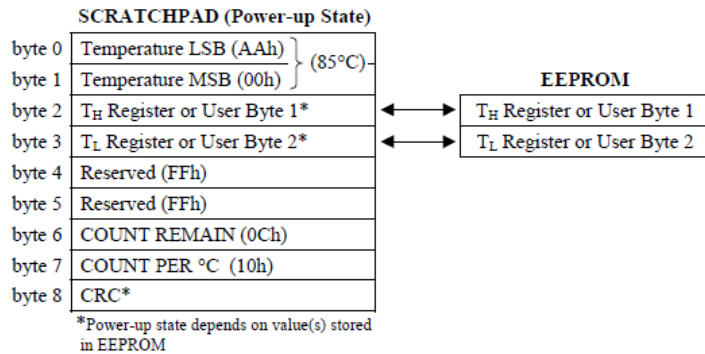 SCRATCHPAD (Power-up State)
byte 0 Temperature LSB (AAh)
(85°C)
byte 1 Temperature MSB (00h)
EEPROM
byte 2 TH Register or User Byte 1* TH Register or User Byte 1
byte 3 TL Register or User Byte 2* TL Register or User Byte 2
byte 4 Reserved (FFh)
byte 5 Reserved (FFh)
byte 6 COUNT REMAIN (0Ch)
byte 7 COUNT PER °C (10h)
byte 8 CRC*
*Power-up state depends on value(s) stored
in EEPROM